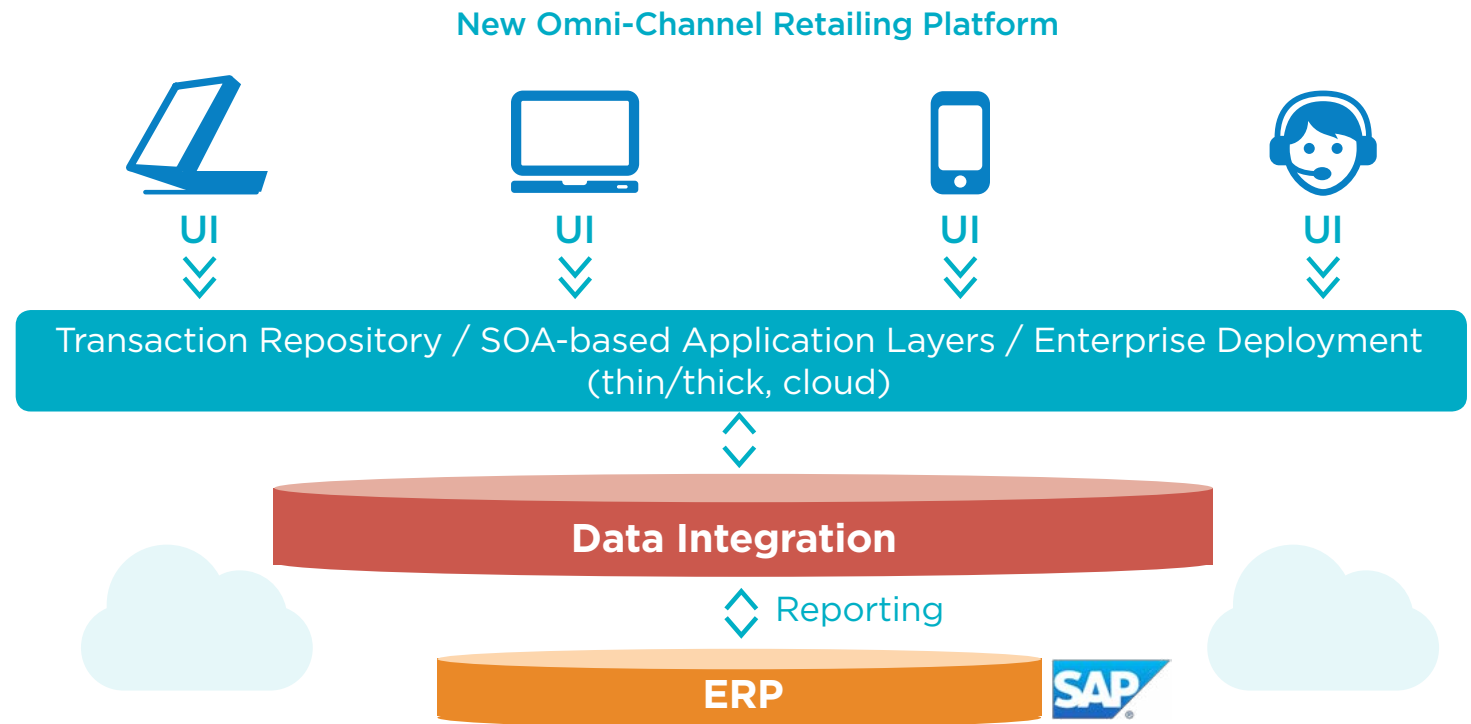 New Omni-Channel Retailing Platform
UI
UI
UI
UI
Transaction Repository / SOA-based Application Layers / Enterprise Deployment
(thin/thick, cloud)
Data Integration
Reporting
ERP
SAP®